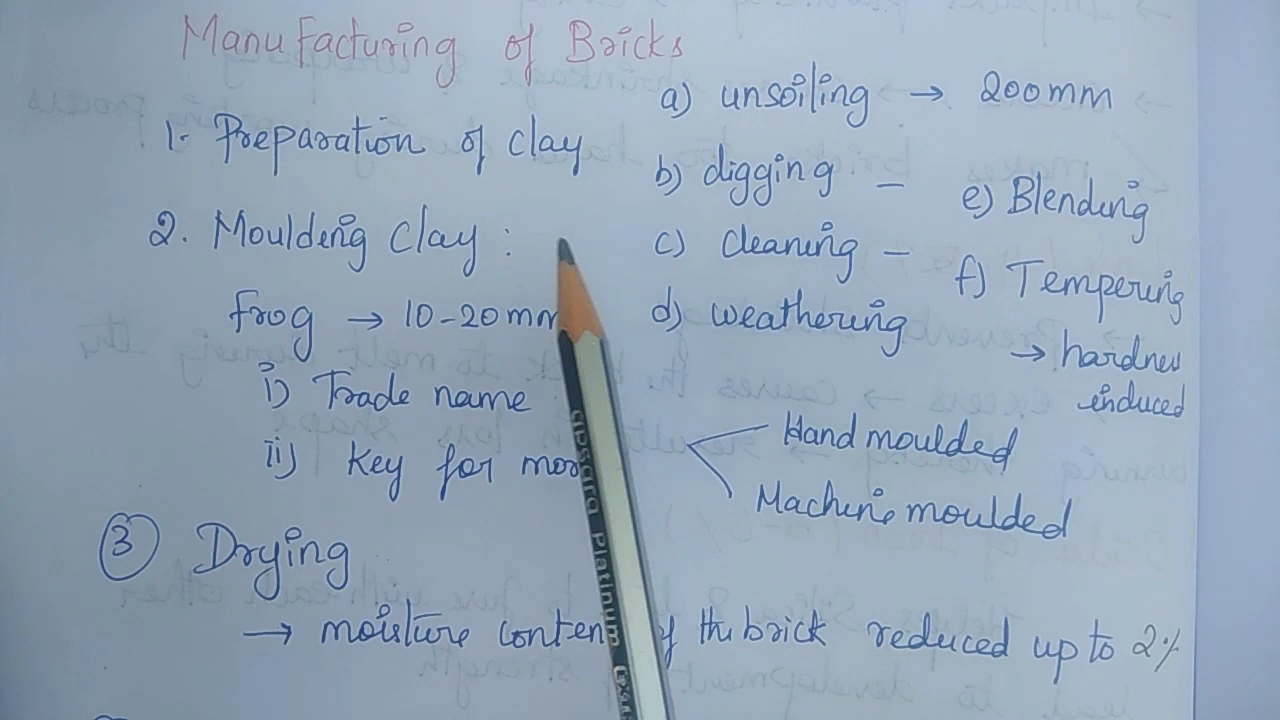 Manufacturing of Bricks
1. Preparation of clay
a) unsoiling → 200mm
b) digging –
c) cleaning –
d) weathering
e) Blending
f) Tempering
→ hardness
induced
2. Moulding Clay :
frog → 10-20mm
i) Trade name
ii) Key for
Hand moulded
Machine moulded
3 Drying
→ moisture content of the brick reduced up to 2%
Apsara Platinum